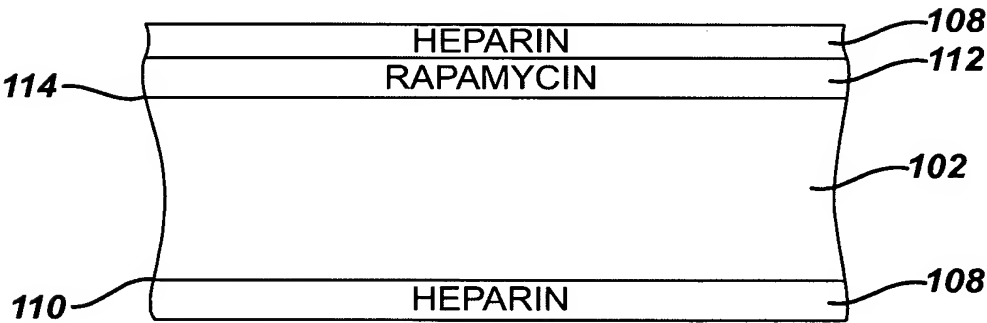 HEPARIN 108
RAPAMYCIN 112
114
102
110 HEPARIN 108